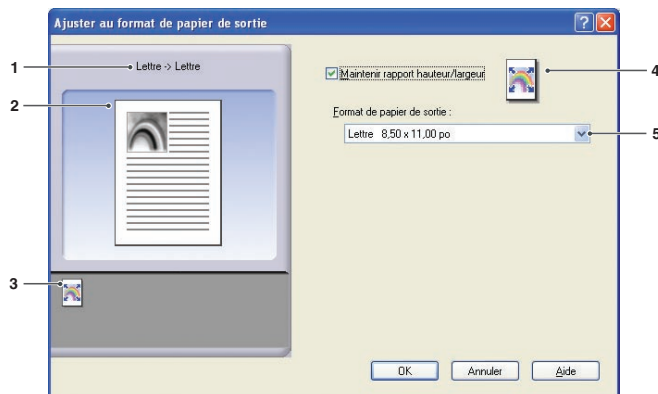 Ajuster au format de papier de sortie
1
Lettre -> Lettre
2
3
Maintenir rapport hauteur/largeur
4
Format de papier de sortie :
Lettre 8,50 x 11,00 po
5
OK
Annuler
Aide